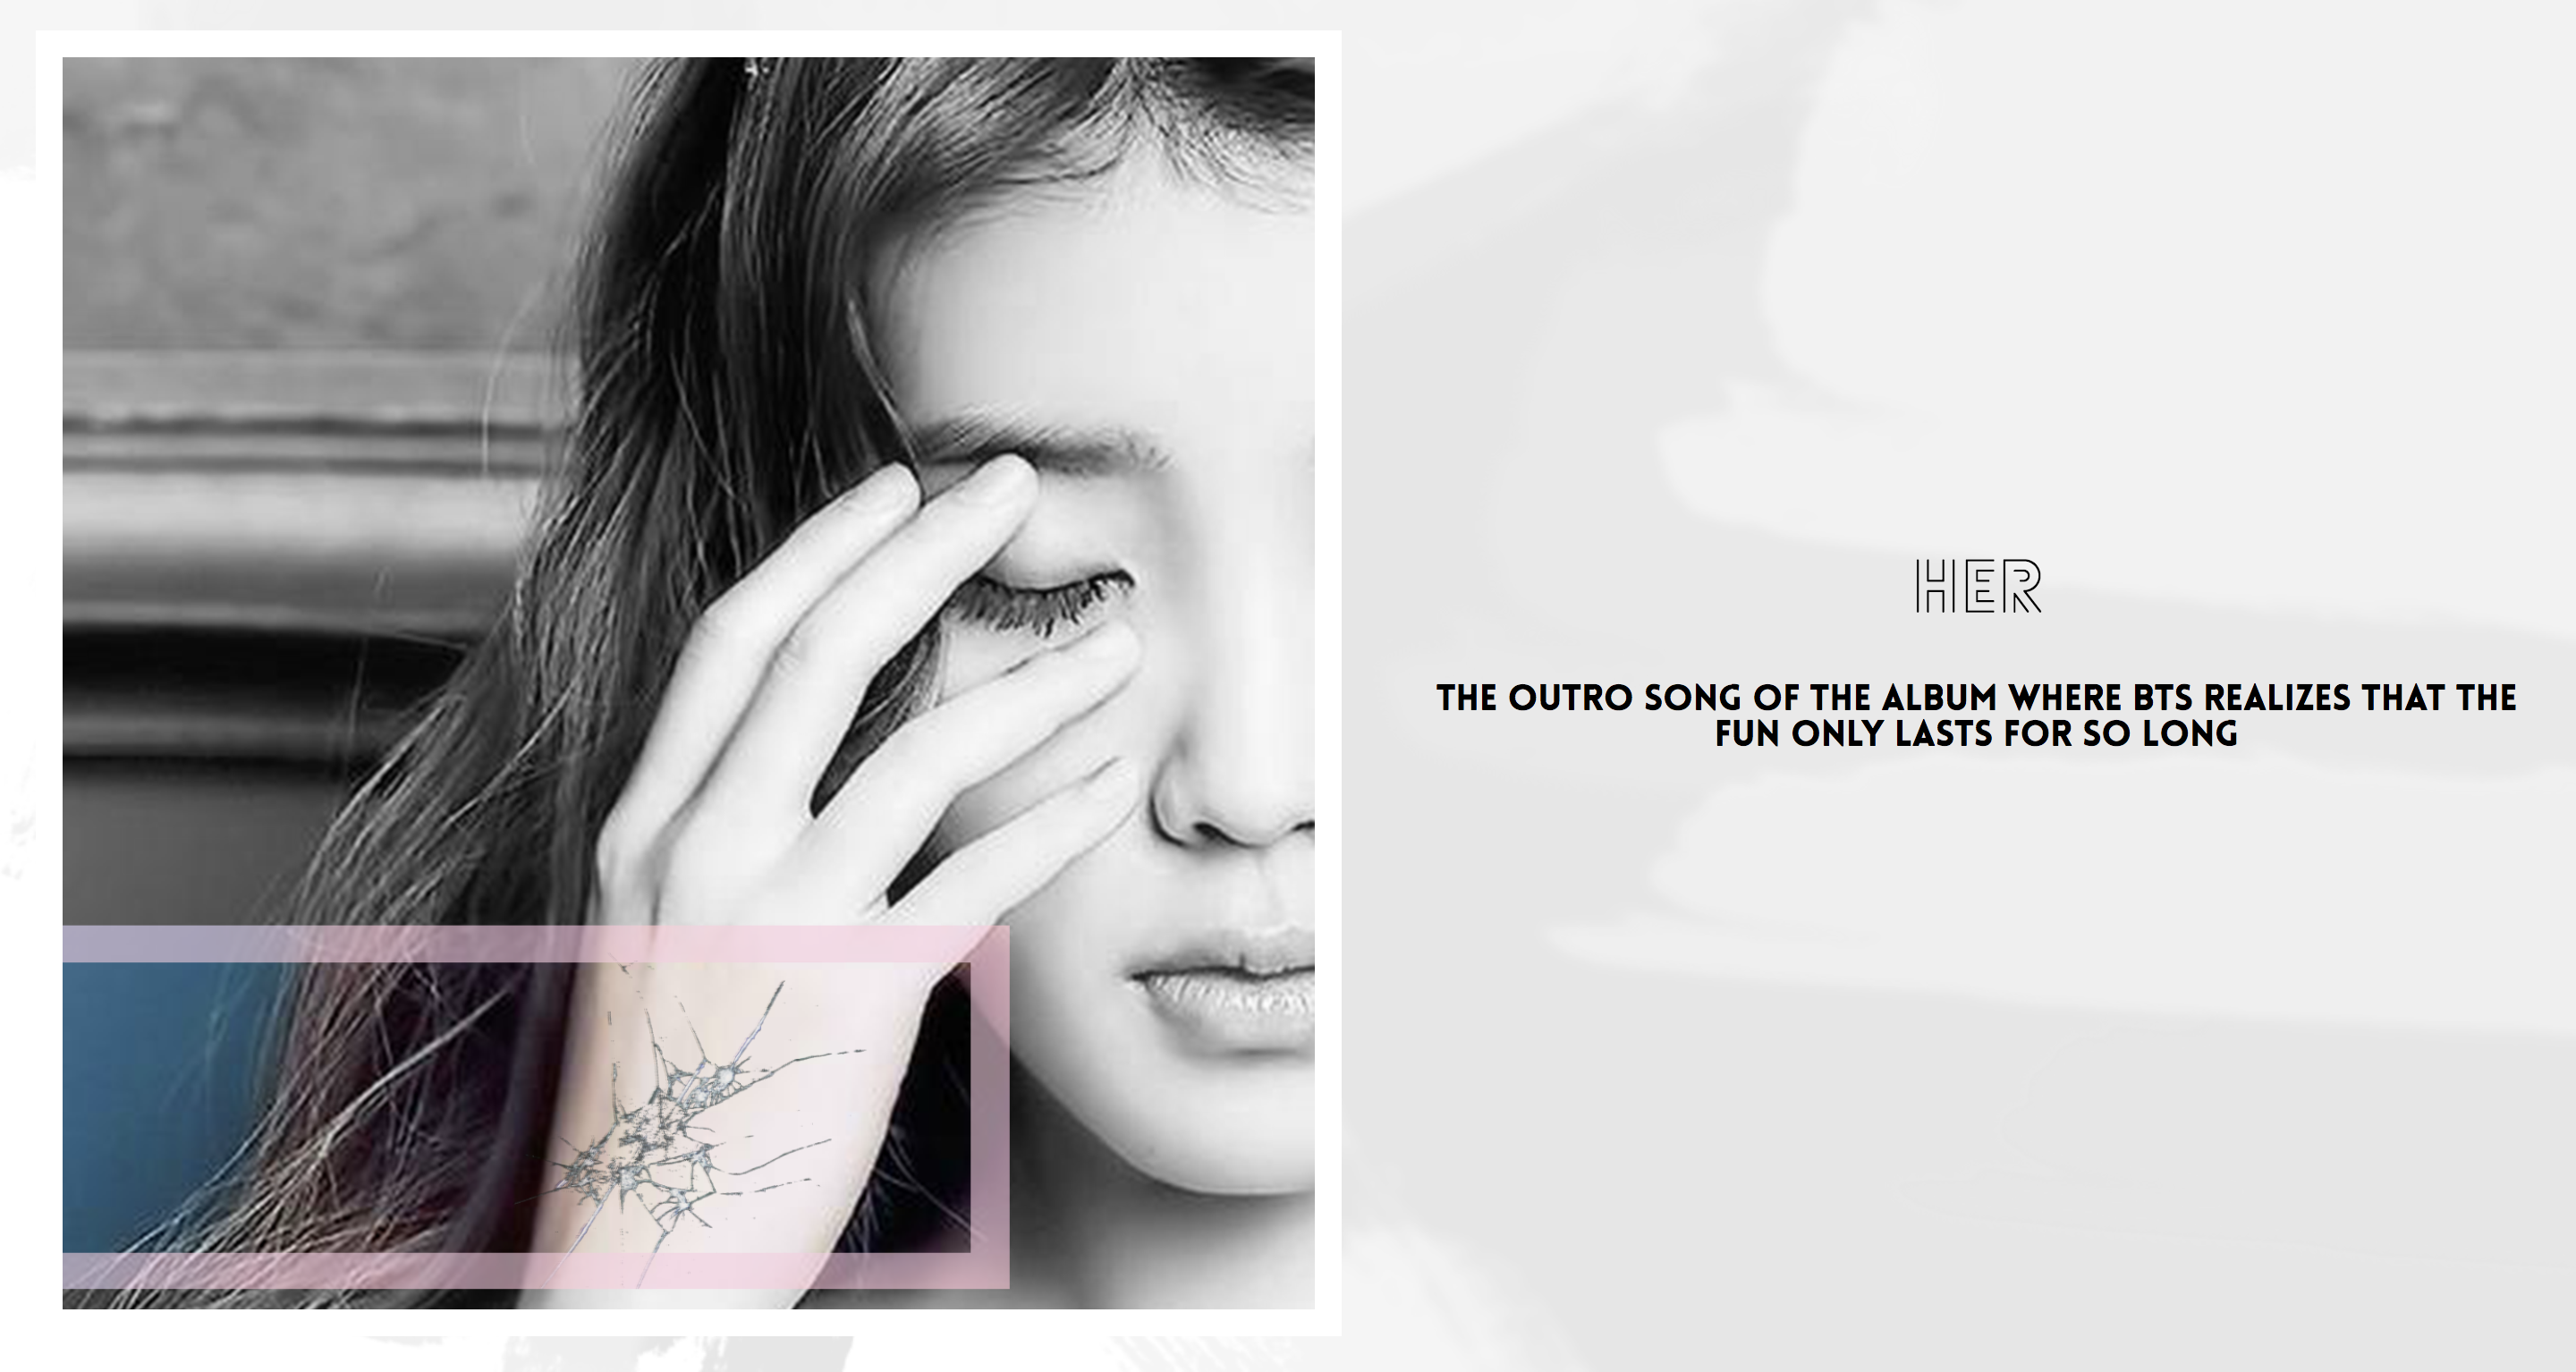 HER
THE OUTRO SONG OF THE ALBUM WHERE BTS REALIZES THAT THE
FUN ONLY LASTS FOR SO LONG